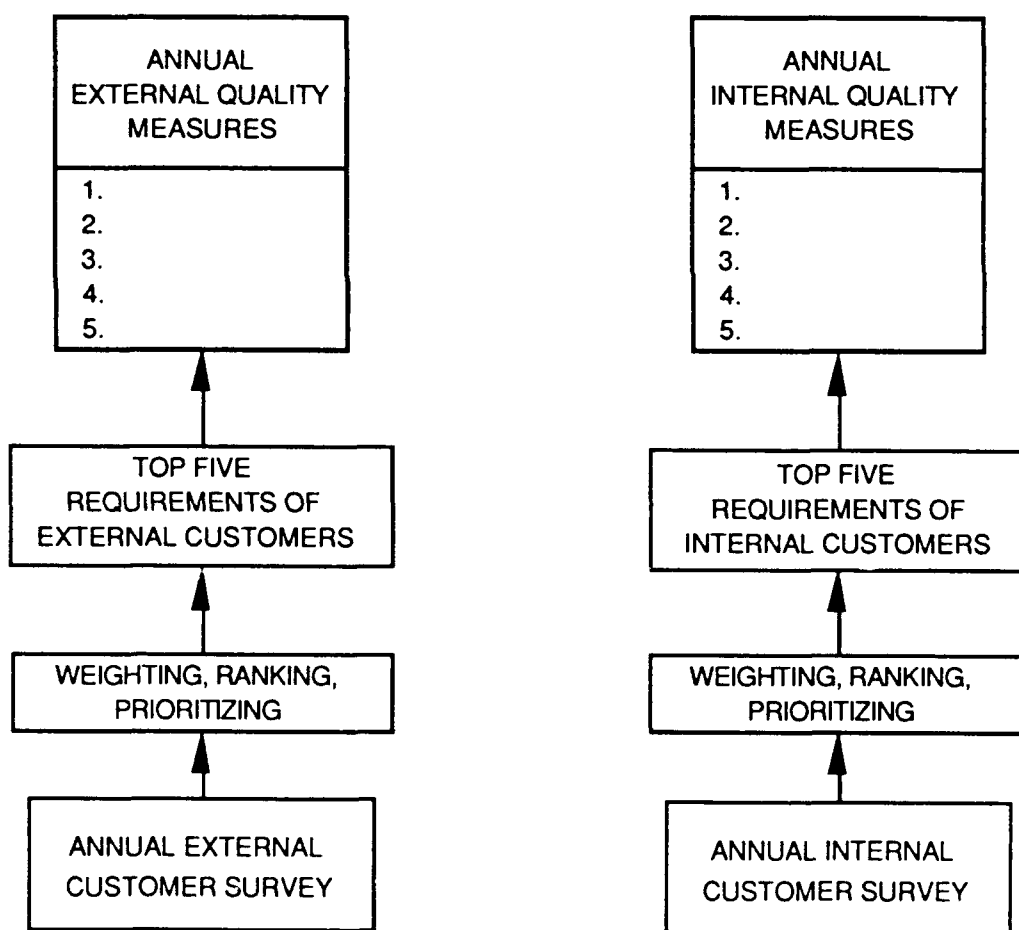 ANNUAL
EXTERNAL QUALITY
MEASURES
1.
2.
3.
4.
5.
TOP FIVE
REQUIREMENTS OF
EXTERNAL CUSTOMERS
WEIGHTING, RANKING,
PRIORITIZING
ANNUAL EXTERNAL
CUSTOMER SURVEY
ANNUAL
INTERNAL QUALITY
MEASURES
1.
2.
3.
4.
5.
TOP FIVE
REQUIREMENTS OF
INTERNAL CUSTOMERS
WEIGHTING, RANKING,
PRIORITIZING
ANNUAL INTERNAL
CUSTOMER SURVEY